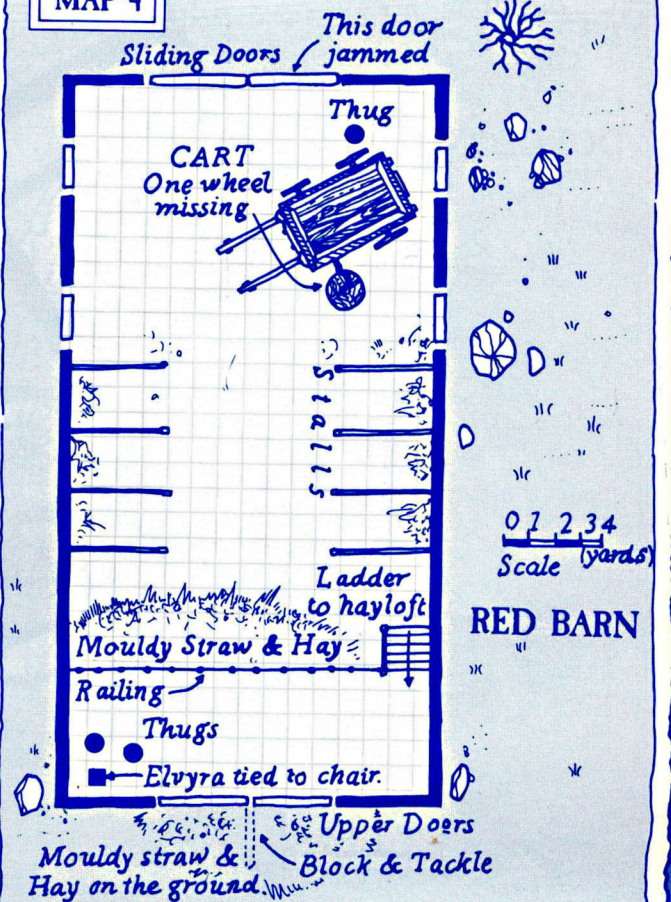 MAP 4
This door
jammed
Sliding Doors
Thug
CART
One wheel
missing
Stalls
0 1 2 3 4
Scale (yards)
Ladder
to hayloft
RED BARN
Mouldy Straw & Hay
Railing
Thugs
Elvyra tied to chair.
Upper Doors
Block & Tackle
Mouldy straw &
Hay on the ground.